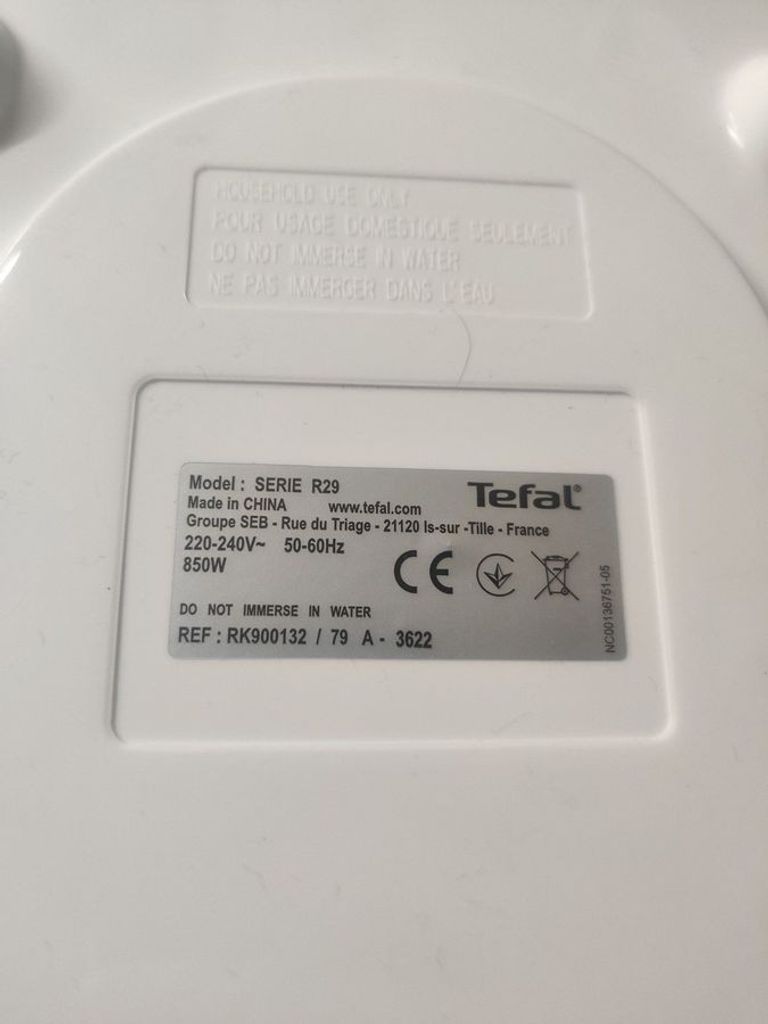 HOUSEHOLD USE ONLY
POUR USAGE DOMESTIQUE SEULEMENT
DO NOT IMMERSE IN WATER
NE PAS IMMERGER DANS L'EAU
Model : SERIE R29
Tefal®
Made in CHINA www.tefal.com
Groupe SEB - Rue du Triage - 21120 Is-sur -Tille - France
220-240V~ 50-60Hz
850W
CE
DO NOT IMMERSE IN WATER
REF : RK900132 / 79 A - 3622
NC00136751-05